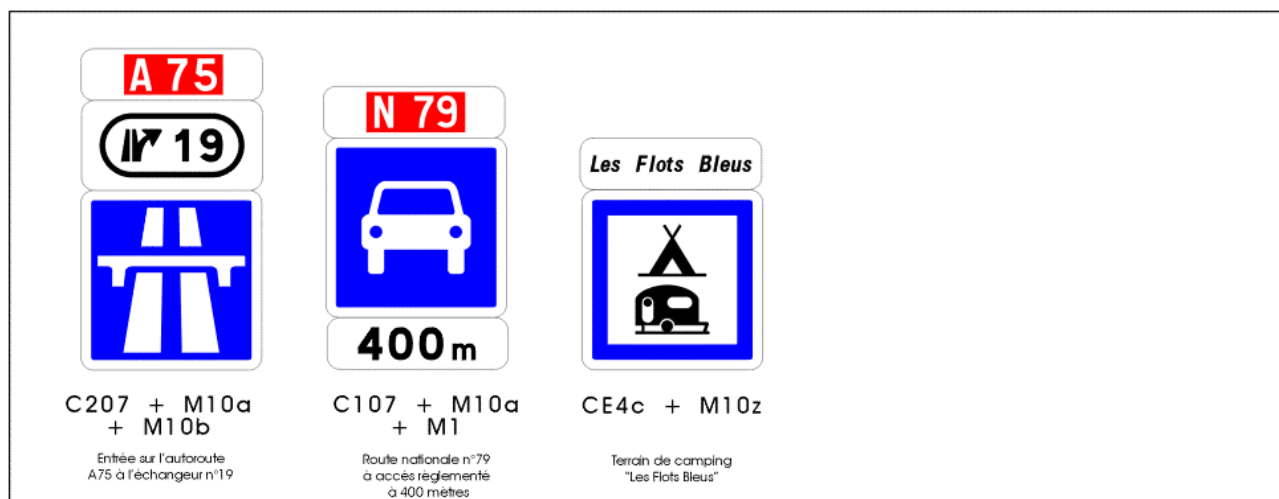 A 75
19
C207 + M10a
+ M10b
Entrée sur l'autoroute
A75 à l'échangeur n°19
N 79
400 m
C107 + M10a
+ M1
Route nationale n°79
à accès règlementé
à 400 mètres
Les Flots Bleus
CE4c + M10z
Terrain de camping
"Les Flots Bleus"